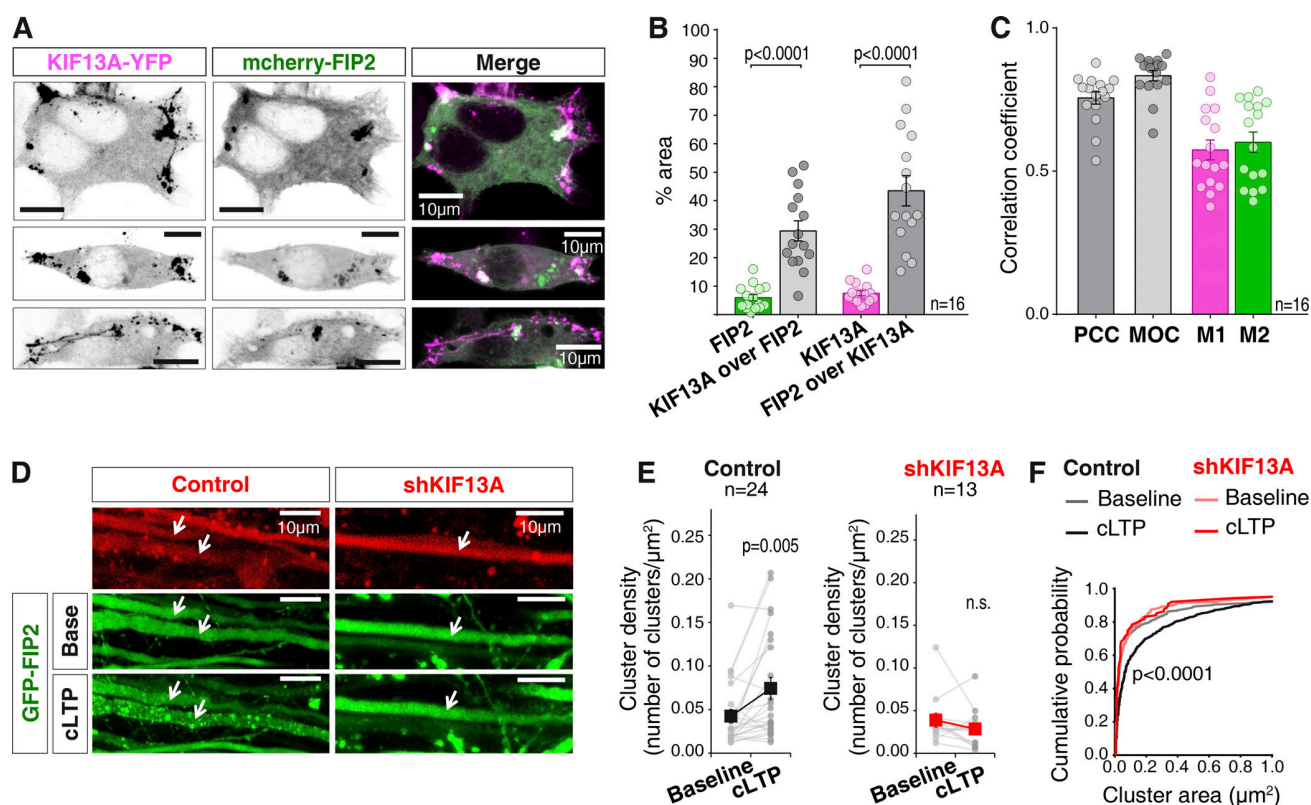 A
KIF13A-YFP
mcherry-FIP2
Merge
10µm
10µm
10µm
B
% area
100
90
80
70
60
50
40
30
20
10
p<0.0001
p<0.0001
n=16
FIP2
KIF13A over FIP2
KIF13A
FIP2 over KIF13A
C
Correlation coefficient
1.0
0.5
0.0
n=16
PCC
MOC
M1
M2
D
Control
shKIF13A
10µm
10µm
GFP-FIP2
Base
cLTP
E
Control
n=24
Cluster density
(number of clusters/µm²)
p=0.005
0.25
0.20
0.15
0.10
0.05
0.00
Baseline
cLTP
shKIF13A
n=13
Cluster density
(number of clusters/µm²)
n.s.
0.25
0.20
0.15
0.10
0.05
0.00
Baseline
cLTP
F
Control
shKIF13A
Baseline
Baseline
cLTP
cLTP
Cumulative probability
1.0
0.8
0.6
0.4
0.2
0.0
p<0.0001
0.0 0.2 0.4 0.6 0.8 1.0
Cluster area (µm²)